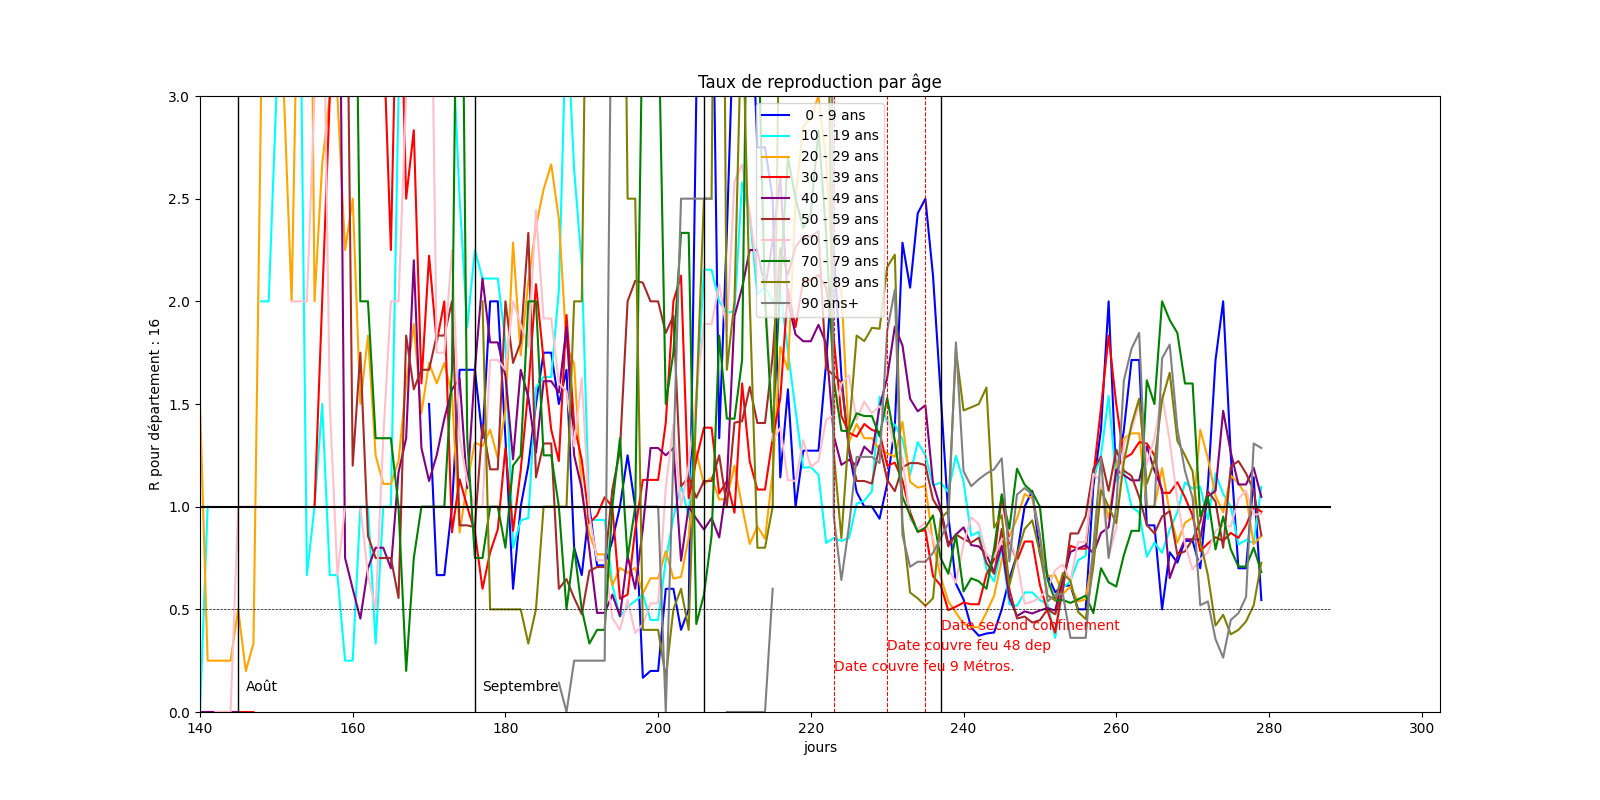 Taux de reproduction par âge
R pour département : 16
3.0
2.5
2.0
1.5
1.0
0.5
0.0
0 - 9 ans
10 - 19 ans
20 - 29 ans
30 - 39 ans
40 - 49 ans
50 - 59 ans
60 - 69 ans
70 - 79 ans
80 - 89 ans
90 ans+
Date second confinement
Date couvre feu 48 dep
Date couvre feu 9 Métros.
Août
Septembre
140 160 180 200 220 240 260 280 300
jours